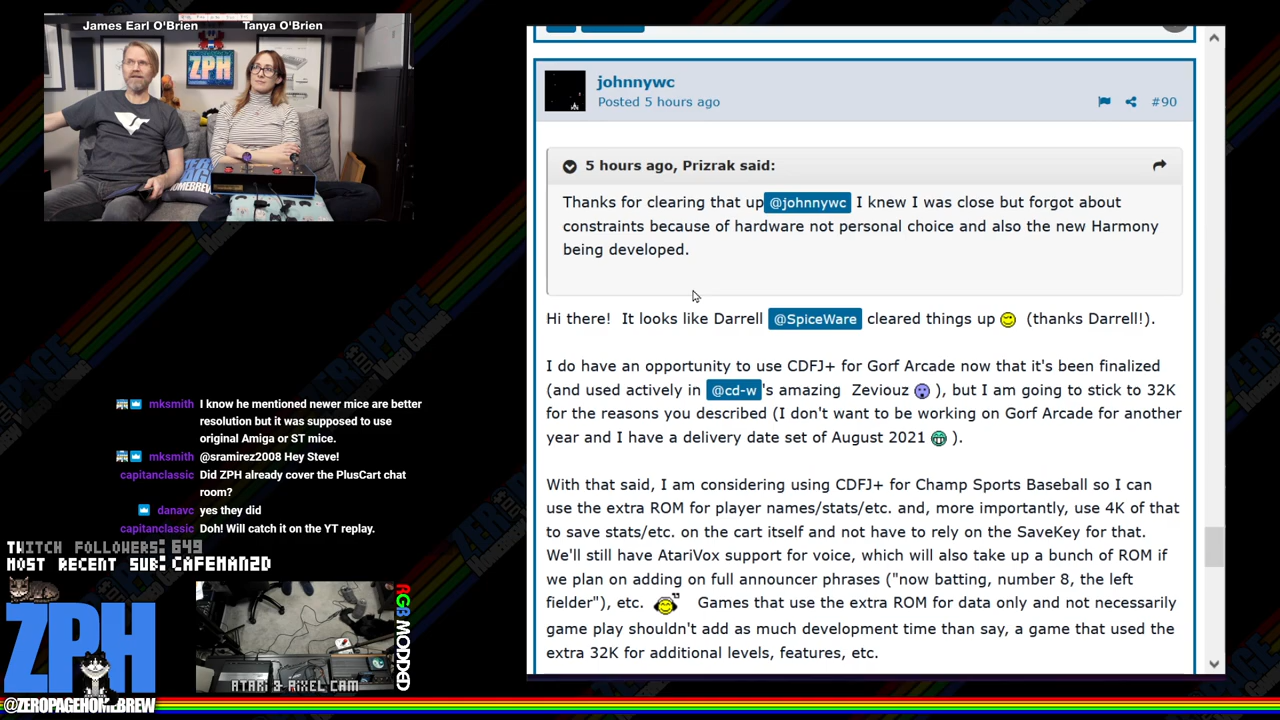 James Earl O'Brien
Tanya O'Brien
ZPH
johnnywc
Posted 5 hours ago
#90
5 hours ago, Prizrak said:
Thanks for clearing that up @johnnywc I knew I was close but forgot about
constraints because of hardware not personal choice and also the new Harmony
being developed.
Hi there! It looks like Darrell @SpiceWare cleared things up (thanks Darrell!).
I do have an opportunity to use CDFJ+ for Gorf Arcade now that it's been finalized
(and used actively in @cd-w's amazing Zeviouz ), but I am going to stick to 32K
for the reasons you described (I don't want to be working on Gorf Arcade for another
year and I have a delivery date set of August 2021 ).
With that said, I am considering using CDFJ+ for Champ Sports Baseball so I can
use the extra ROM for player names/stats/etc. and, more importantly, use 4K of that
to save stats/etc. on the cart itself and not have to rely on the SaveKey for that.
We'll still have AtariVox support for voice, which will also take up a bunch of ROM if
we plan on adding on full announcer phrases ("now batting, number 8, the left
fielder"), etc. Games that use the extra ROM for data only and not necessarily
game play shouldn't add as much development time than say, a game that used the
extra 32K for additional levels, features, etc.
mksmith I know he mentioned newer mice are better
resolution but it was supposed to use
original Amiga or ST mice.
mksmith @sramirez2008 Hey Steve!
capitanclassic Did ZPH already cover the PlusCart chat
room?
danavc yes they did
capitanclassic Doh! Will catch it on the YT replay.
TWITCH FOLLOWERS: 649
MOST RECENT SUB: CAFEMAN2D
ZPH
@ZEROPAGEHOMEBREW
RGB MODDED
ATARI & PIXEL CAM